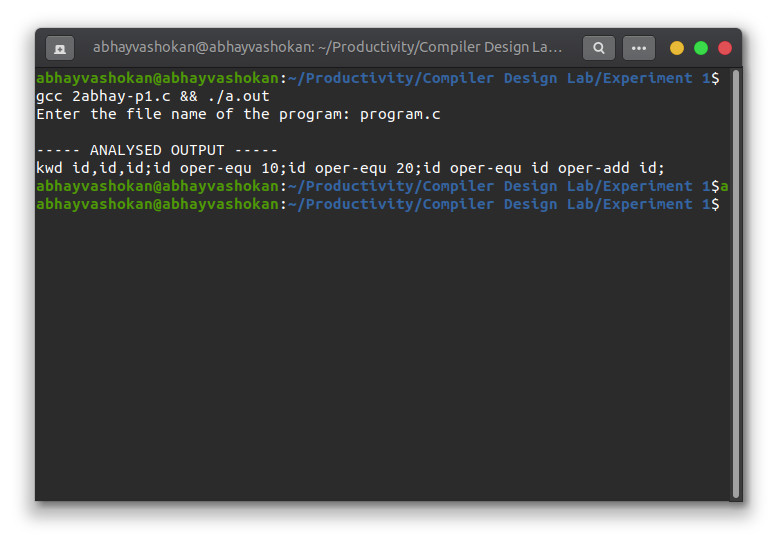 abhayvashokan@abhayvashokan: ~/Productivity/Compiler Design La...
abhayvashokan@abhayvashokan:~/Productivity/Compiler Design Lab/Experiment 1$
gcc 2abhay-p1.c && ./a.out
Enter the file name of the program: program.c
----- ANALYSED OUTPUT -----
kwd id,id,id;id oper-equ 10;id oper-equ 20;id oper-equ id oper-add id;
abhayvashokan@abhayvashokan:~/Productivity/Compiler Design Lab/Experiment 1$a
abhayvashokan@abhayvashokan:~/Productivity/Compiler Design Lab/Experiment 1$